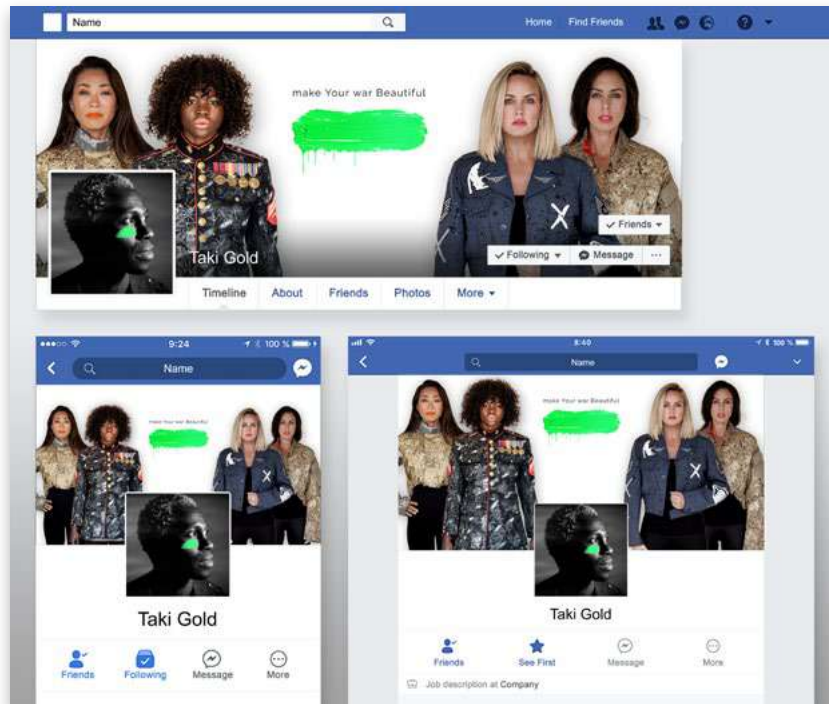 Name
Home Find Friends
make Your war Beautiful
Friends
Following Message
Taki Gold
Timeline About Friends Photos More
9:24 100 %
Name
make Your war Beautiful
Taki Gold
Friends Following Message More
8:40 100 %
Name
make Your war Beautiful
Taki Gold
Friends See First Message More
Job description at Company